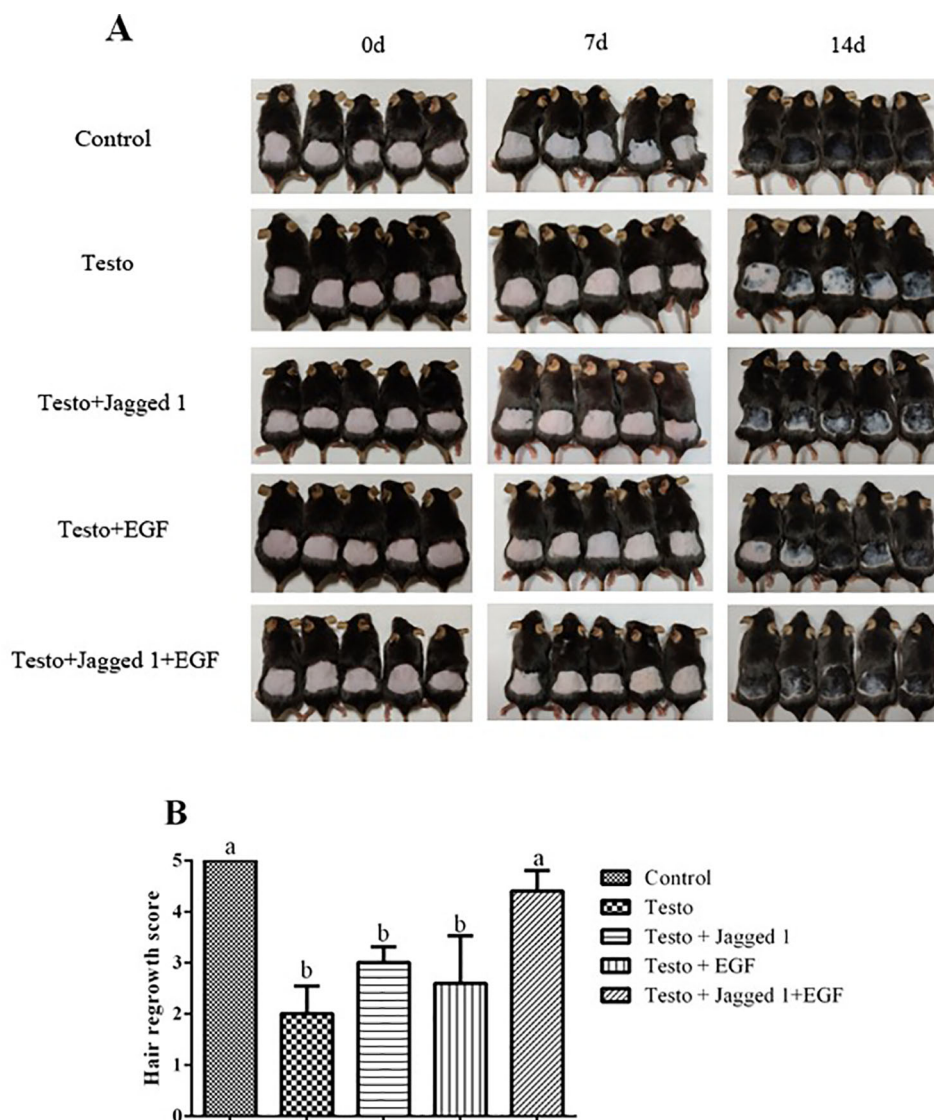 A
0d 7d 14d
Control
Testo
Testo+Jagged 1
Testo+EGF
Testo+Jagged 1+EGF
B
Hair regrowth score
5
4
3
2
1
0
a
b
b
b
a
Control
Testo
Testo + Jagged 1
Testo + EGF
Testo + Jagged 1+EGF